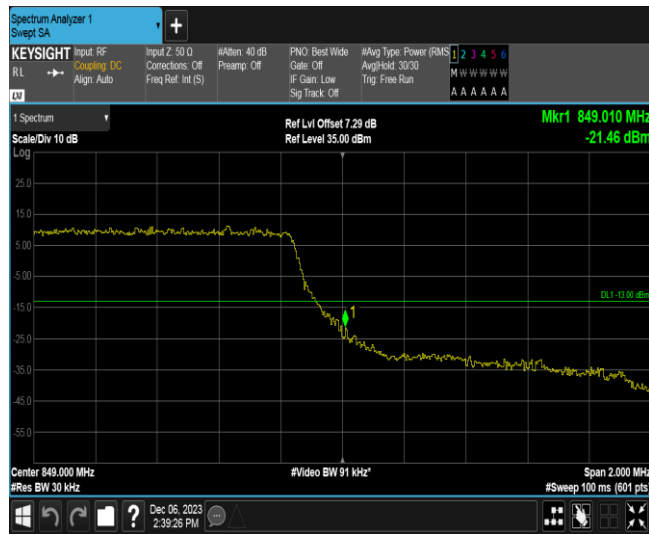 Spectrum Analyzer 1
Swept SA
+
KEYSIGHT
RL
LXI
Input: RF
Coupling: DC
Align: Auto
Input Z: 50 Ω
Corrections: Off
Freq Ref: Int (S)
#Atten: 40 dB
Preamp: Off
PNO: Best Wide
Gate: Off
IF Gain: Low
Sig Track: Off
#Avg Type: Power (RMS
Avg|Hold: 30/30
Trig: Free Run
1 2 3 4 5 6
M W W W W W
A A A A A A
1 Spectrum
Scale/Div 10 dB
Log
Ref Lvl Offset 7.29 dB
Ref Level 35.00 dBm
Mkr1 849.010 MHz
-21.46 dBm
25.0
15.0
5.00
-5.00
-15.0
-25.0
-35.0
-45.0
-55.0
1
DL1 -13.00 dBm
Center 849.000 MHz
#Res BW 30 kHz
#Video BW 91 kHz*
Span 2.000 MHz
#Sweep 100 ms (601 pts)
?
Dec 06, 2023
2:39:26 PM